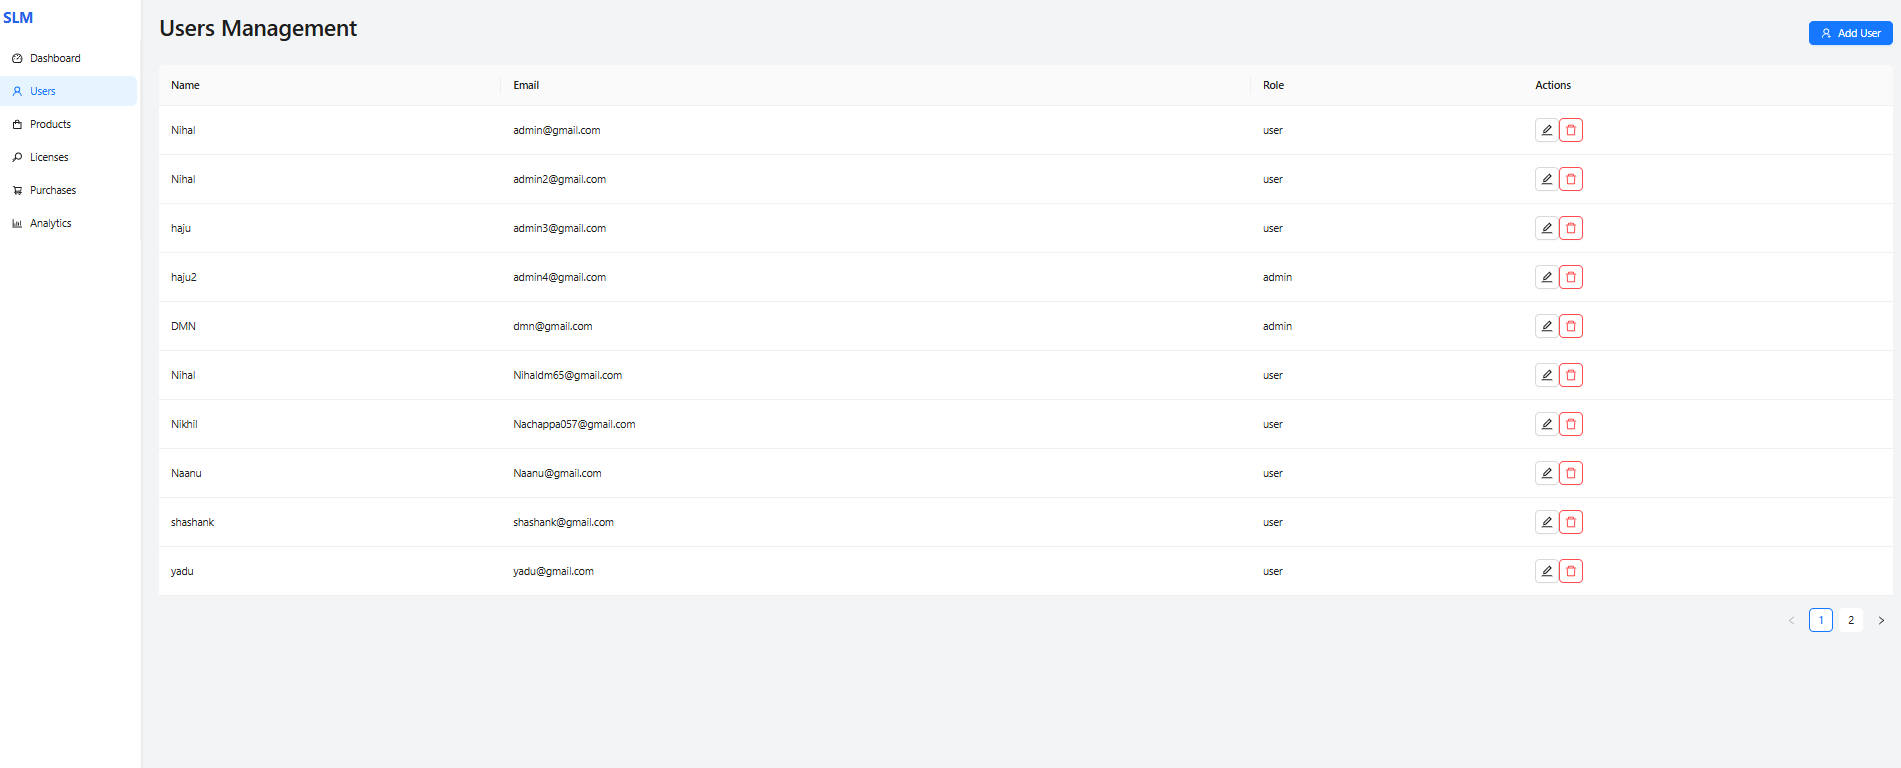 SLM
Dashboard
Users
Products
Licenses
Purchases
Analytics
Users Management
Add User
Name Email Role Actions
Nihal admin@gmail.com user
Nihal admin2@gmail.com user
haju admin3@gmail.com user
haju2 admin4@gmail.com admin
DMN dmn@gmail.com admin
Nihal Nihaldm65@gmail.com user
Nikhil Nachappa057@gmail.com user
Naanu Naanu@gmail.com user
shashank shashank@gmail.com user
yadu yadu@gmail.com user
1 2